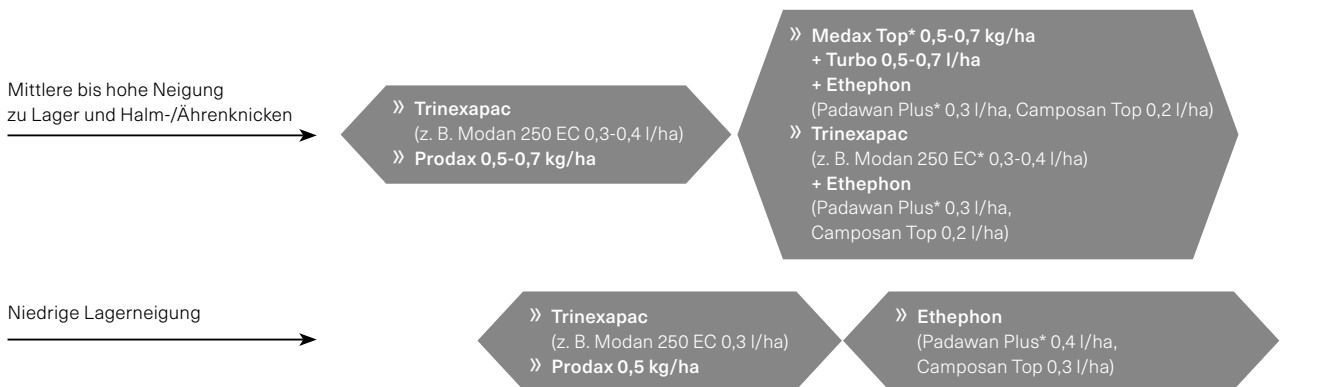 Mittlere bis hohe Neigung
zu Lager und Halm-/Ährenknicken
» Trinexapac
(z. B. Modan 250 EC 0,3-0,4 l/ha)
» Prodax 0,5-0,7 kg/ha
» Medax Top* 0,5-0,7 kg/ha
+ Turbo 0,5-0,7 l/ha
+ Ethephon
(Padawan Plus* 0,3 l/ha, Camposan Top 0,2 l/ha)
» Trinexapac
(z. B. Modan 250 EC* 0,3-0,4 l/ha)
+ Ethephon
(Padawan Plus* 0,3 l/ha,
Camposan Top 0,2 l/ha)
Niedrige Lagerneigung
» Trinexapac
(z. B. Modan 250 EC 0,3 l/ha)
» Prodax 0,5 kg/ha
» Ethephon
(Padawan Plus* 0,4 l/ha,
Camposan Top 0,3 l/ha)